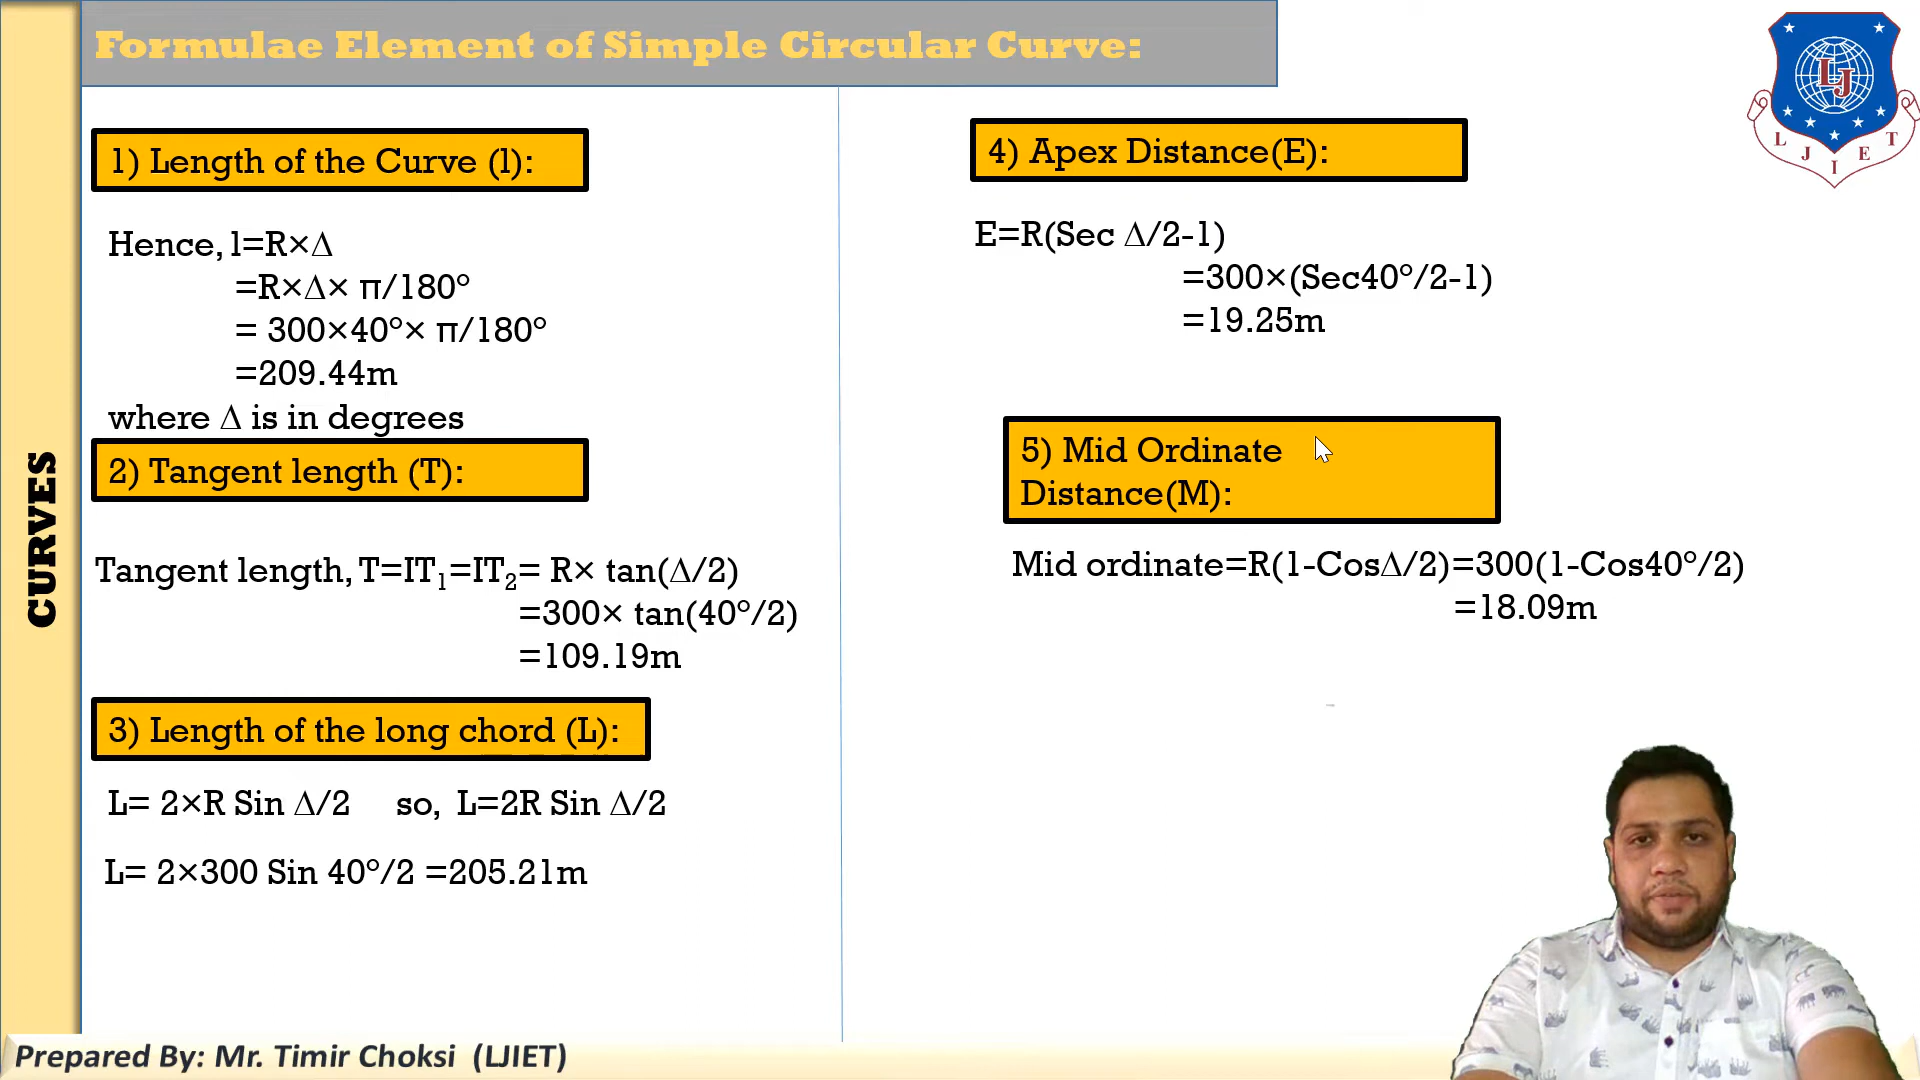 Formulae Element of Simple Circular Curve:
CURVES
1) Length of the Curve (l):
Hence, l=R×Δ
=R×Δ× π/180°
= 300×40°× π/180°
=209.44m
where Δ is in degrees
2) Tangent length (T):
Tangent length, T=IT₁=IT₂= R× tan(Δ/2)
=300× tan(40°/2)
=109.19m
3) Length of the long chord (L):
L= 2×R Sin Δ/2 so, L=2R Sin Δ/2
L= 2×300 Sin 40°/2 =205.21m
4) Apex Distance(E):
E=R(Sec Δ/2-1)
=300×(Sec40°/2-1)
=19.25m
5) Mid Ordinate
Distance(M):
Mid ordinate=R(1-CosΔ/2)=300(1-Cos40°/2)
=18.09m
LJ
L J I E T
Prepared By: Mr. Timir Choksi (LJIET)